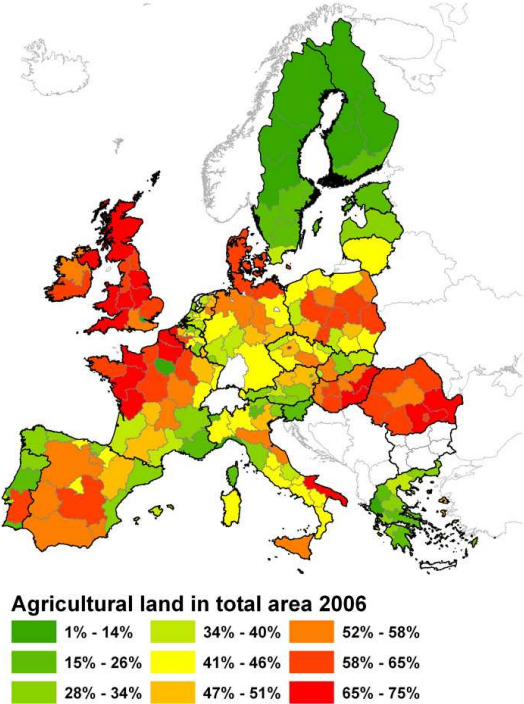 Agricultural land in total area 2006
1% - 14% 34% - 40% 52% - 58%
15% - 26% 41% - 46% 58% - 65%
28% - 34% 47% - 51% 65% - 75%